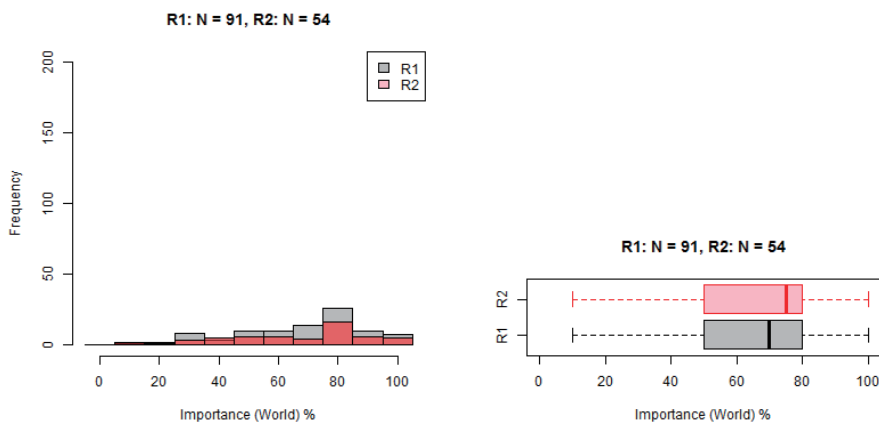 R1: N = 91, R2: N = 54
200
150
100
50
0
Frequency
R1
R2
0 20 40 60 80 100
Importance (World) %
R1: N = 91, R2: N = 54
R2
R1
0 20 40 60 80 100
Importance (World) %